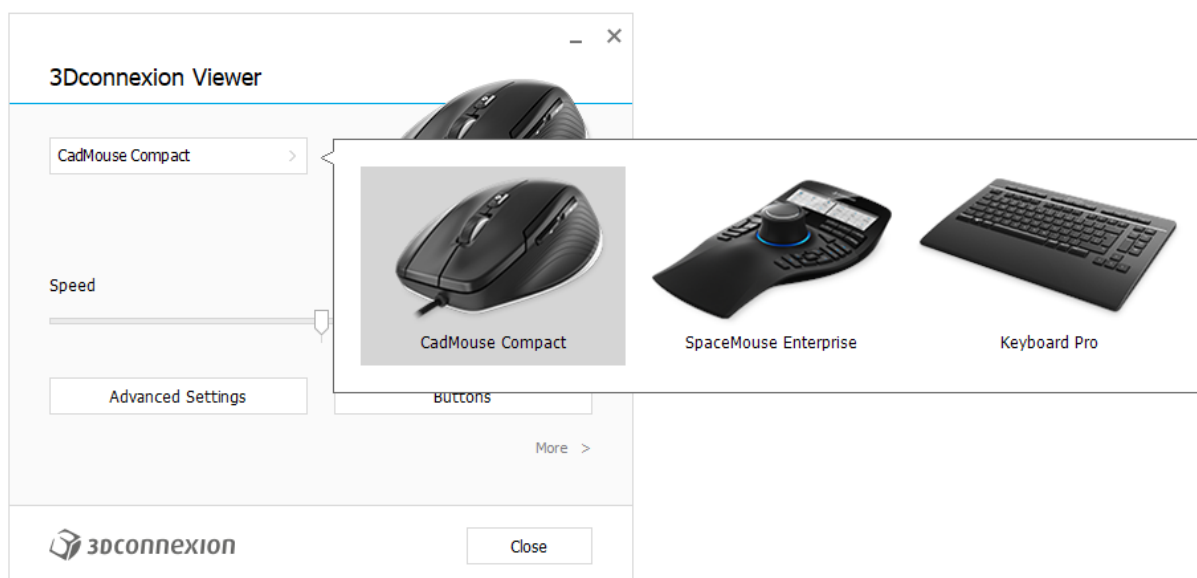 3Dconnexion Viewer
CadMouse Compact
Speed
CadMouse Compact
SpaceMouse Enterprise
Keyboard Pro
Advanced Settings
Buttons
More >
3Dconnexion
Close